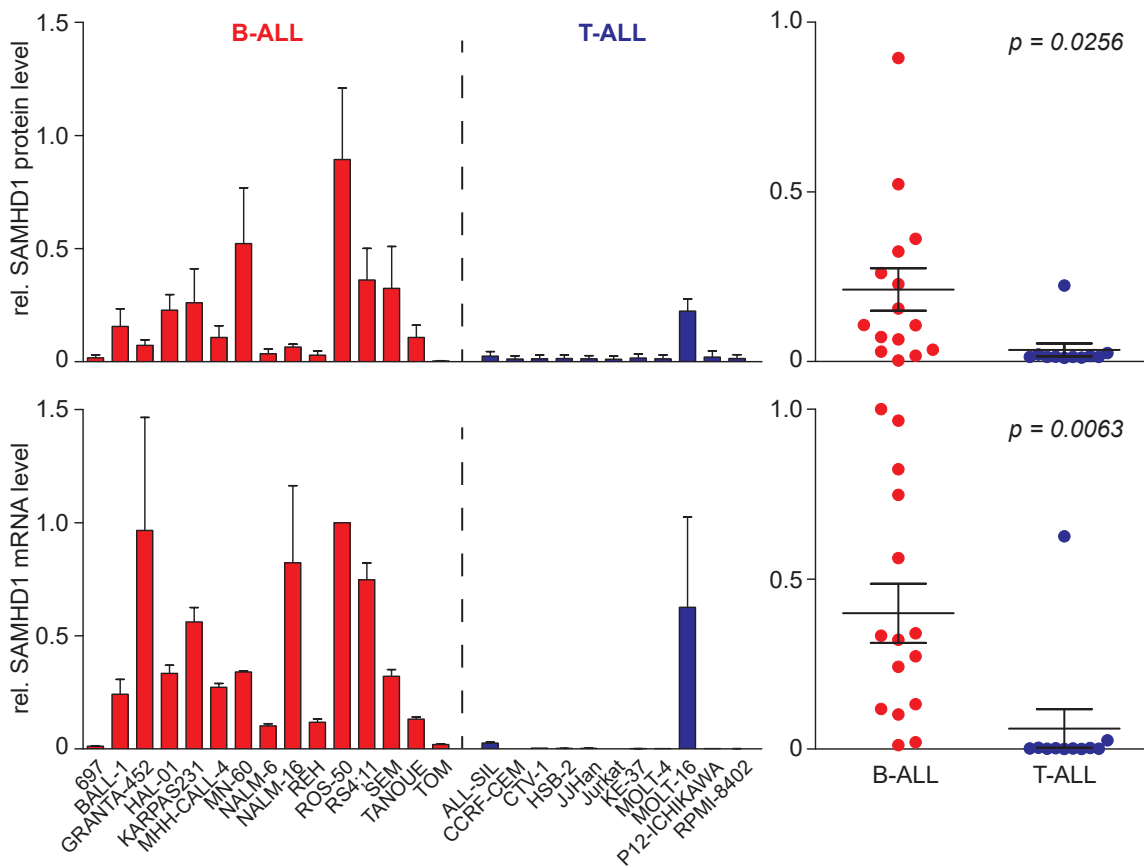 B-ALL
T-ALL
rel. SAMHD1 protein level
1.5
1.0
0.5
0
1.0
0.5
0
p = 0.0256
rel. SAMHD1 mRNA level
1.5
1.0
0.5
0
1.0
0.5
0
p = 0.0063
697
BALL-1
GRANTA-452
HAL-01
KARPAS231
MHH-CALL-4
MN-60
NALM-6
NALM-16
REH
ROS-50
RS4;11
SEM
TANOUE
TOM
ALL-SIL
CCRF-CEM
CTV-1
HSB-2
JJHan
Jurkat
KE-37
MOLT-4
MOLT-16
P12-ICHIKAWA
RPMI-8402
B-ALL
T-ALL